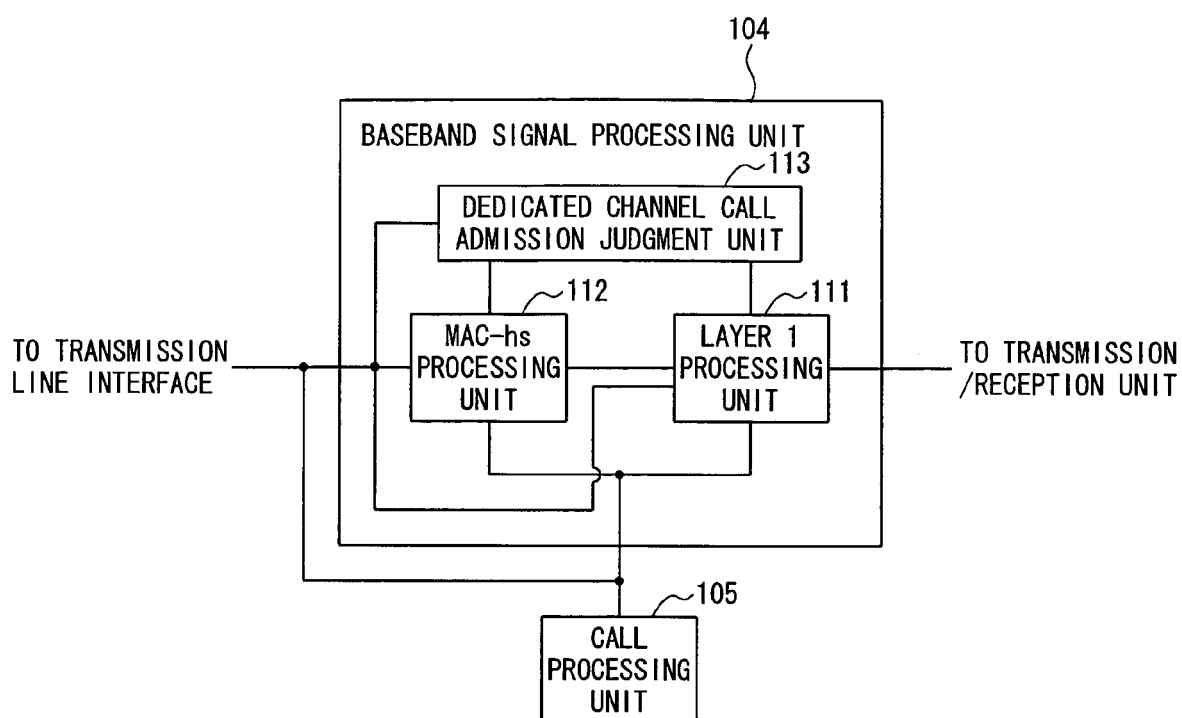 104
BASEBAND SIGNAL PROCESSING UNIT
113
DEDICATED CHANNEL CALL
ADMISSION JUDGMENT UNIT
112
MAC-hs
PROCESSING
UNIT
111
LAYER 1
PROCESSING
UNIT
TO TRANSMISSION
LINE INTERFACE
TO TRANSMISSION
/RECEPTION UNIT
105
CALL
PROCESSING
UNIT